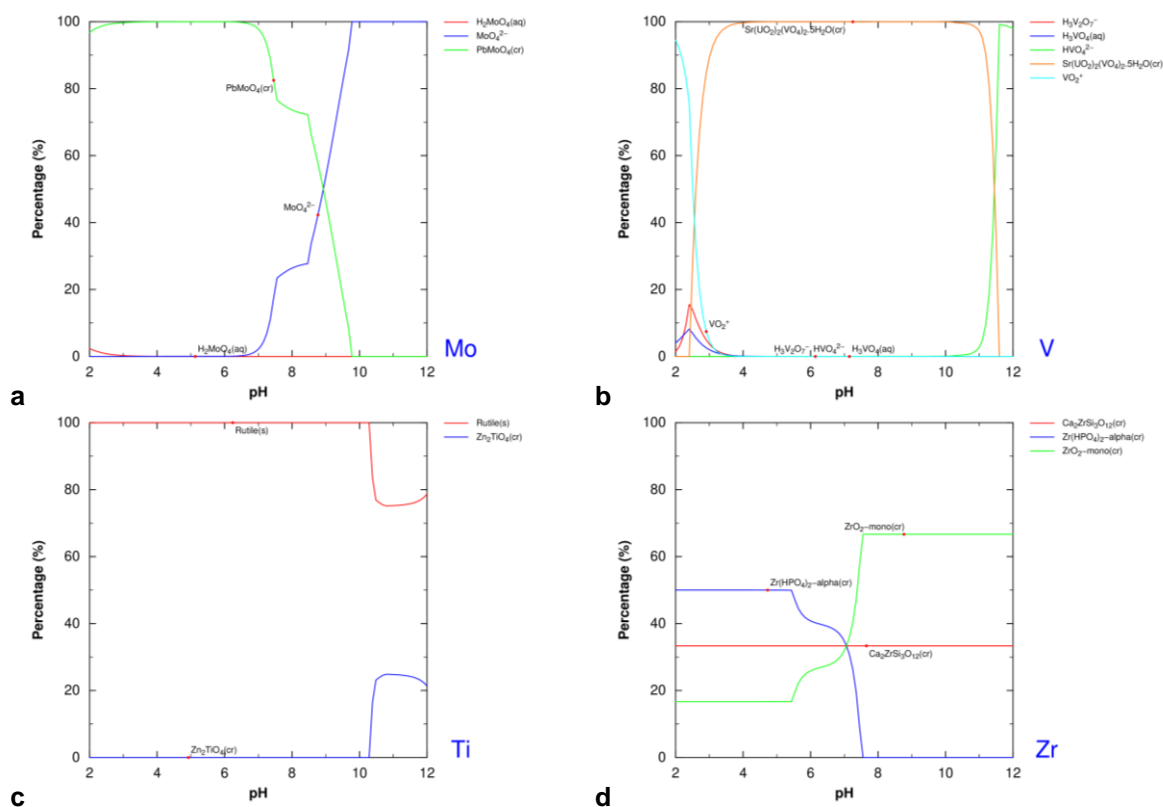 100
80
60
40
20
0
Percentage (%)
2 4 6 8 10 12
pH
PbMoO₄(cr)
MoO₄²⁻
H₂MoO₄(aq)
H₂MoO₄(aq)
MoO₄²⁻
PbMoO₄(cr)
Mo
a
100
80
60
40
20
0
Percentage (%)
2 4 6 8 10 12
pH
Sr(UO₂)₂(VO₄)₂.5H₂O(cr)
VO₂⁺
H₃V₂O₇⁻ HVO₄²⁻ H₃VO₄(aq)
H₃V₂O₇⁻
H₃VO₄(aq)
HVO₄²⁻
Sr(UO₂)₂(VO₄)₂.5H₂O(cr)
VO₂⁺
V
b
100
80
60
40
20
0
Percentage (%)
2 4 6 8 10 12
pH
Rutile(s)
Zn₂TiO₄(cr)
Rutile(s)
Zn₂TiO₄(cr)
Ti
c
100
80
60
40
20
0
Percentage (%)
2 4 6 8 10 12
pH
ZrO₂−mono(cr)
Zr(HPO₄)₂−alpha(cr)
Ca₂ZrSi₃O₁₂(cr)
Ca₂ZrSi₃O₁₂(cr)
Zr(HPO₄)₂−alpha(cr)
ZrO₂−mono(cr)
Zr
d